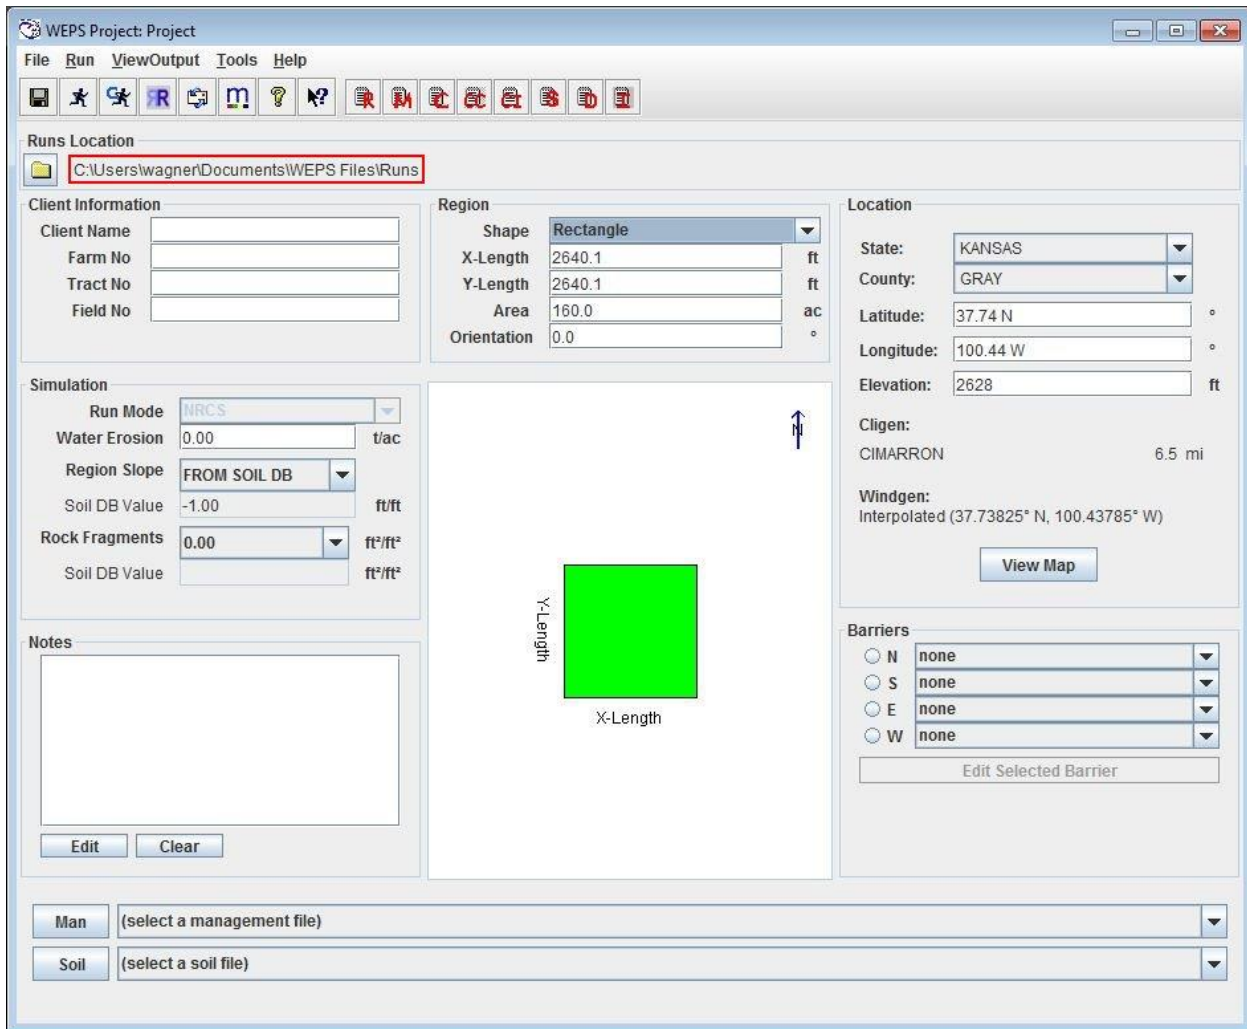 WEPS Project: Project
File Run ViewOutput Tools Help
Runs Location
C:\Users\wagner\Documents\WEPS Files\Runs
Client Information
Client Name
Farm No
Tract No
Field No
Region
Shape Rectangle
X-Length 2640.1 ft
Y-Length 2640.1 ft
Area 160.0 ac
Orientation 0.0 °
Location
State: KANSAS
County: GRAY
Latitude: 37.74 N °
Longitude: 100.44 W °
Elevation: 2628 ft
Cligen:
CIMARRON 6.5 mi
Windgen:
Interpolated (37.73825° N, 100.43785° W)
View Map
Simulation
Run Mode NRCS
Water Erosion 0.00 t/ac
Region Slope FROM SOIL DB
Soil DB Value -1.00 ft/ft
Rock Fragments 0.00 ft²/ft²
Soil DB Value ft²/ft²
N
Y-Length
X-Length
Notes
Edit Clear
Barriers
N none
S none
E none
W none
Edit Selected Barrier
Man (select a management file)
Soil (select a soil file)